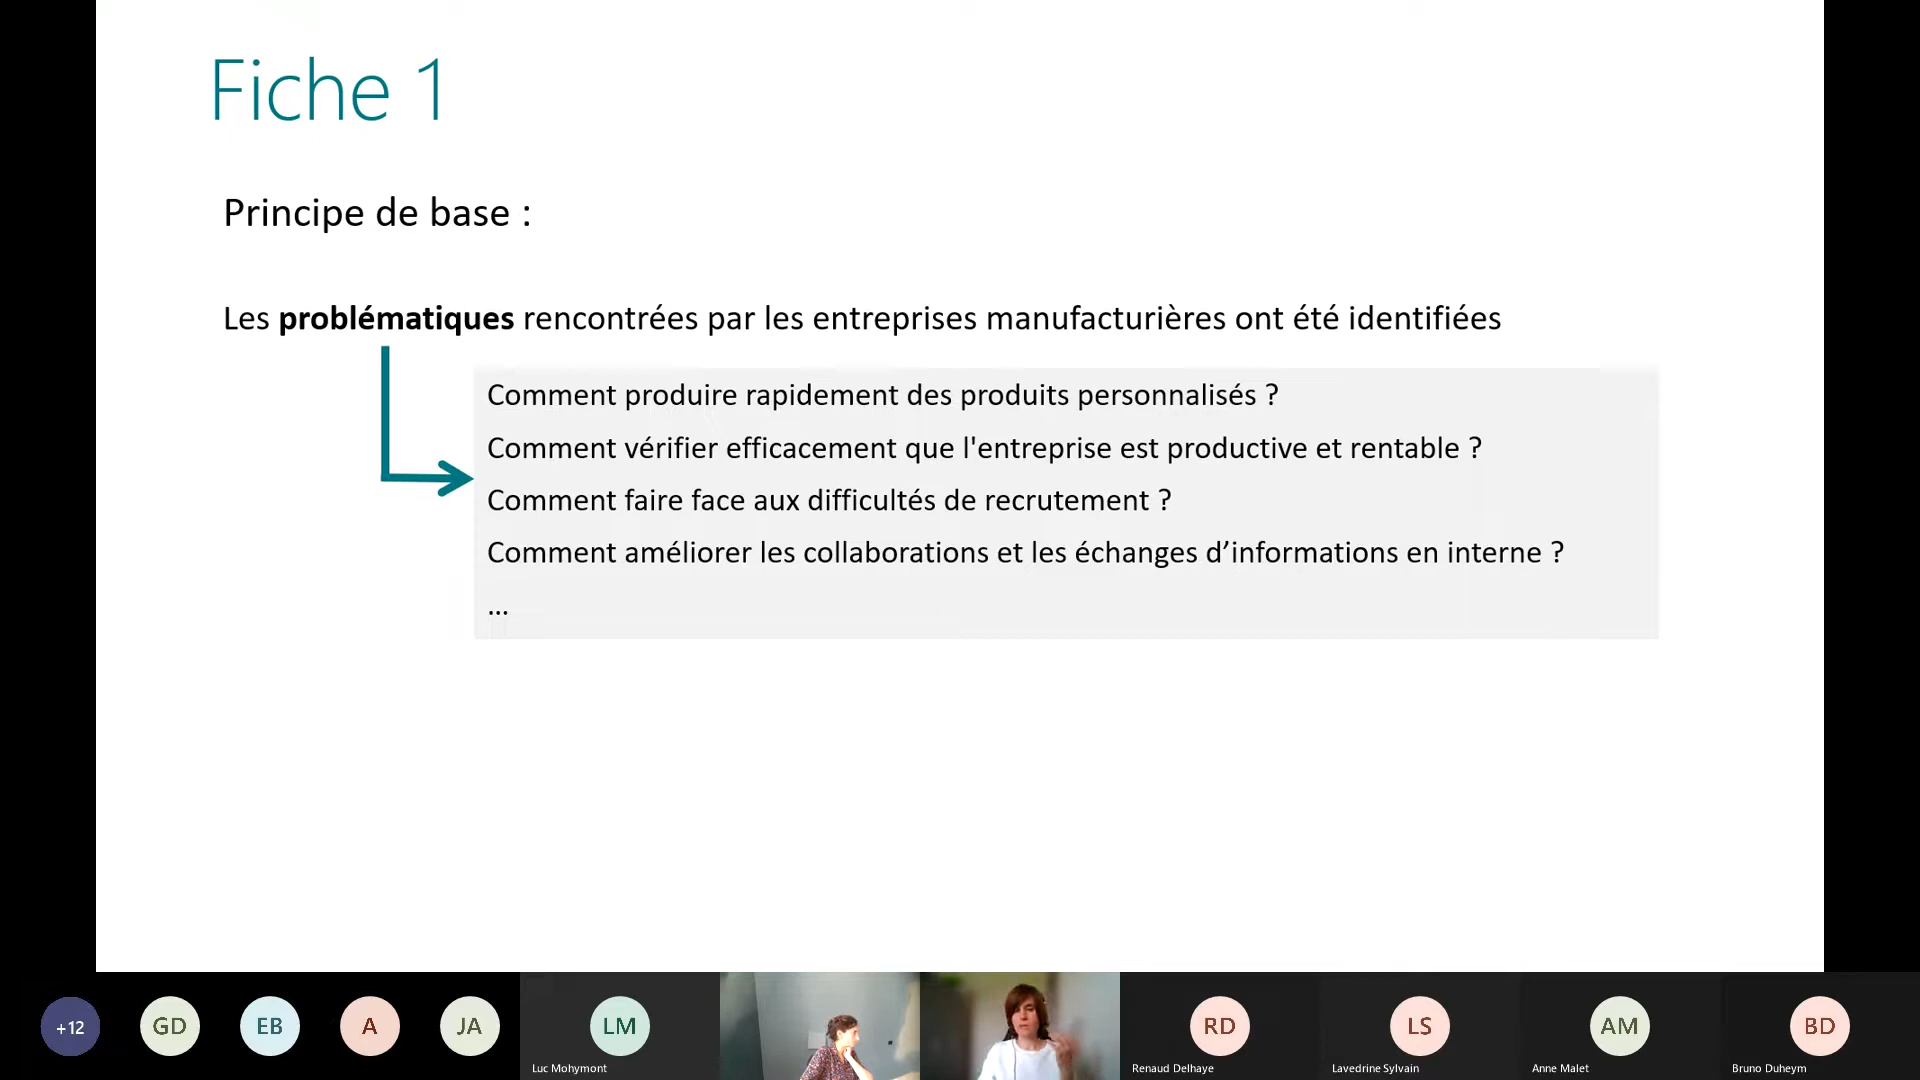 Fiche 1
Principe de base :
Les problématiques rencontrées par les entreprises manufacturières ont été identifiées
Comment produire rapidement des produits personnalisés ?
Comment vérifier efficacement que l'entreprise est productive et rentable ?
Comment faire face aux difficultés de recrutement ?
Comment améliorer les collaborations et les échanges d’informations en interne ?
...
+12
GD
EB
A
JA
LM
RD
LS
AM
BD
Luc Mohymont
Renaud Delhaye
Lavedrine Sylvain
Anne Malet
Bruno Duheym